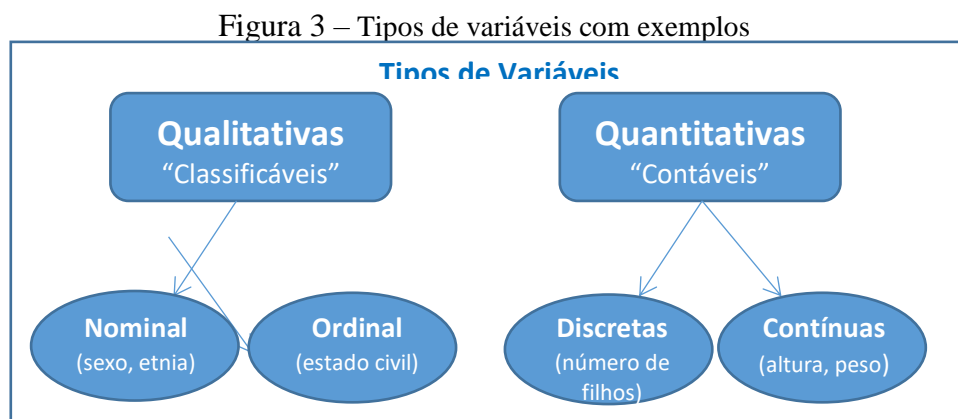 Figura 3 – Tipos de variáveis com exemplos
Tipos de Variáveis
Qualitativas
“Classificáveis”
Quantitativas
“Contáveis”
Nominal
(sexo, etnia)
Ordinal
(estado civil)
Discretas
(número de
filhos)
Contínuas
(altura, peso)